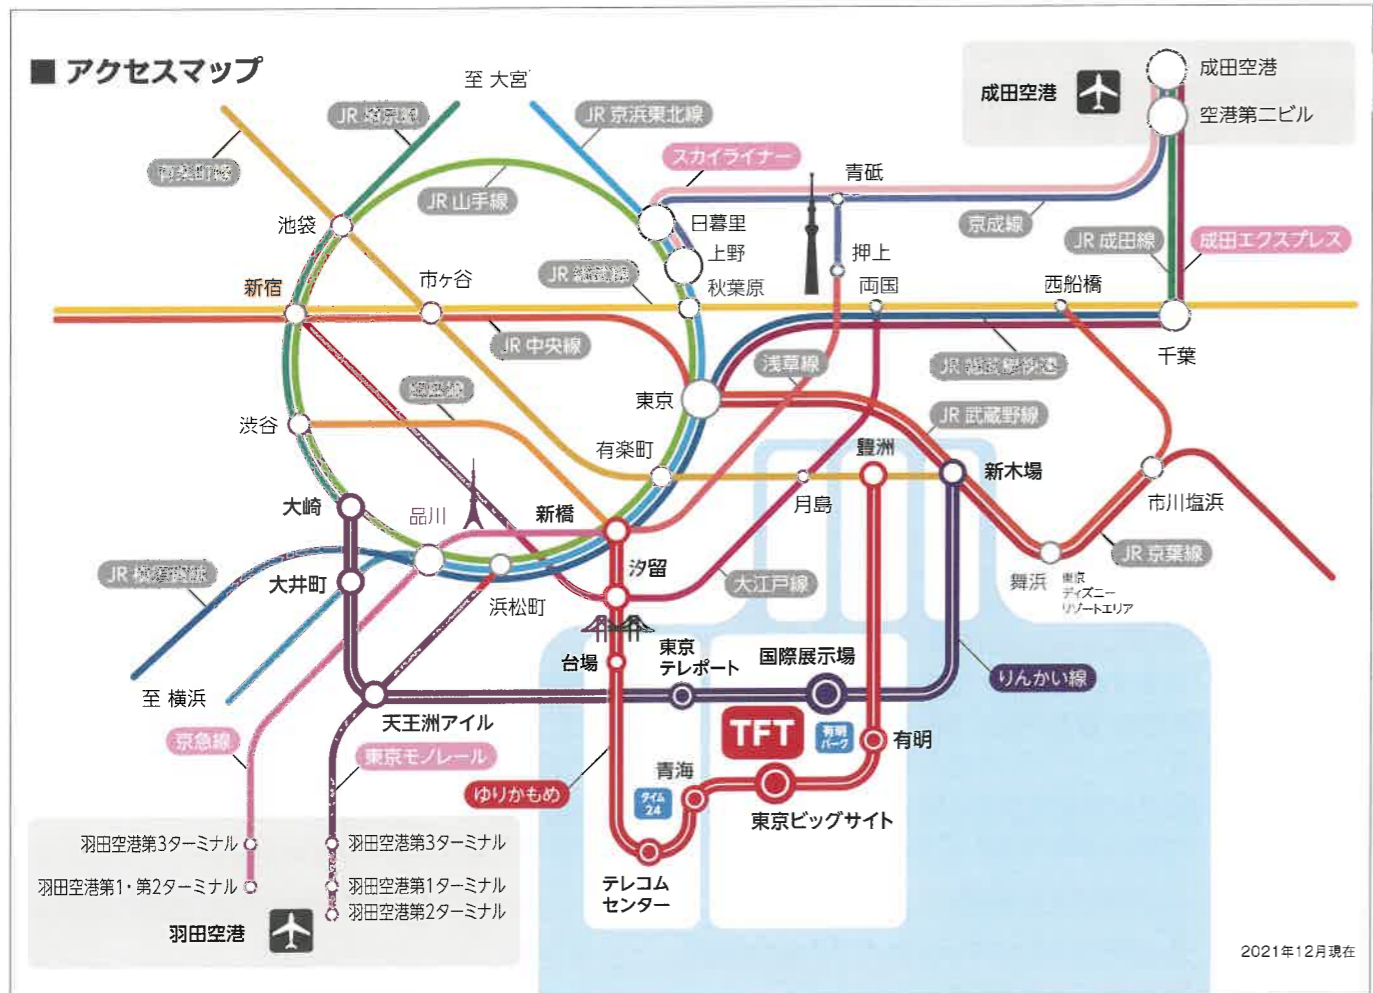 ■ アクセスマップ
至 大宮
JR 京浜東北線
スカイライナー
JR 山手線
成田空港
成田空港
空港第二ビル
青砥
京成線
JR 成田線
成田エクスプレス
池袋
日暮里
上野
秋葉原
押上
両国
西船橋
新宿
市ヶ谷
JR 中央線
浅草線
千葉
東京
JR 武蔵野線
渋谷
有楽町
豊洲
新木場
月島
市川塩浜
大崎
品川
新橋
汐留
大江戸線
JR 京葉線
舞浜
東京
ディズニー
リゾートエリア
大井町
浜松町
台場
東京
テレポート
国際展示場
りんかい線
至 横浜
天王洲アイル
京急線
東京モノレール
TFT
有明
パーク
有明
ゆりかもめ
青海
タイム
24
東京ビッグサイト
テレコム
センター
羽田空港第3ターミナル
羽田空港第3ターミナル
羽田空港第1・第2ターミナル
羽田空港第1ターミナル
羽田空港第2ターミナル
羽田空港
2021年12月現在